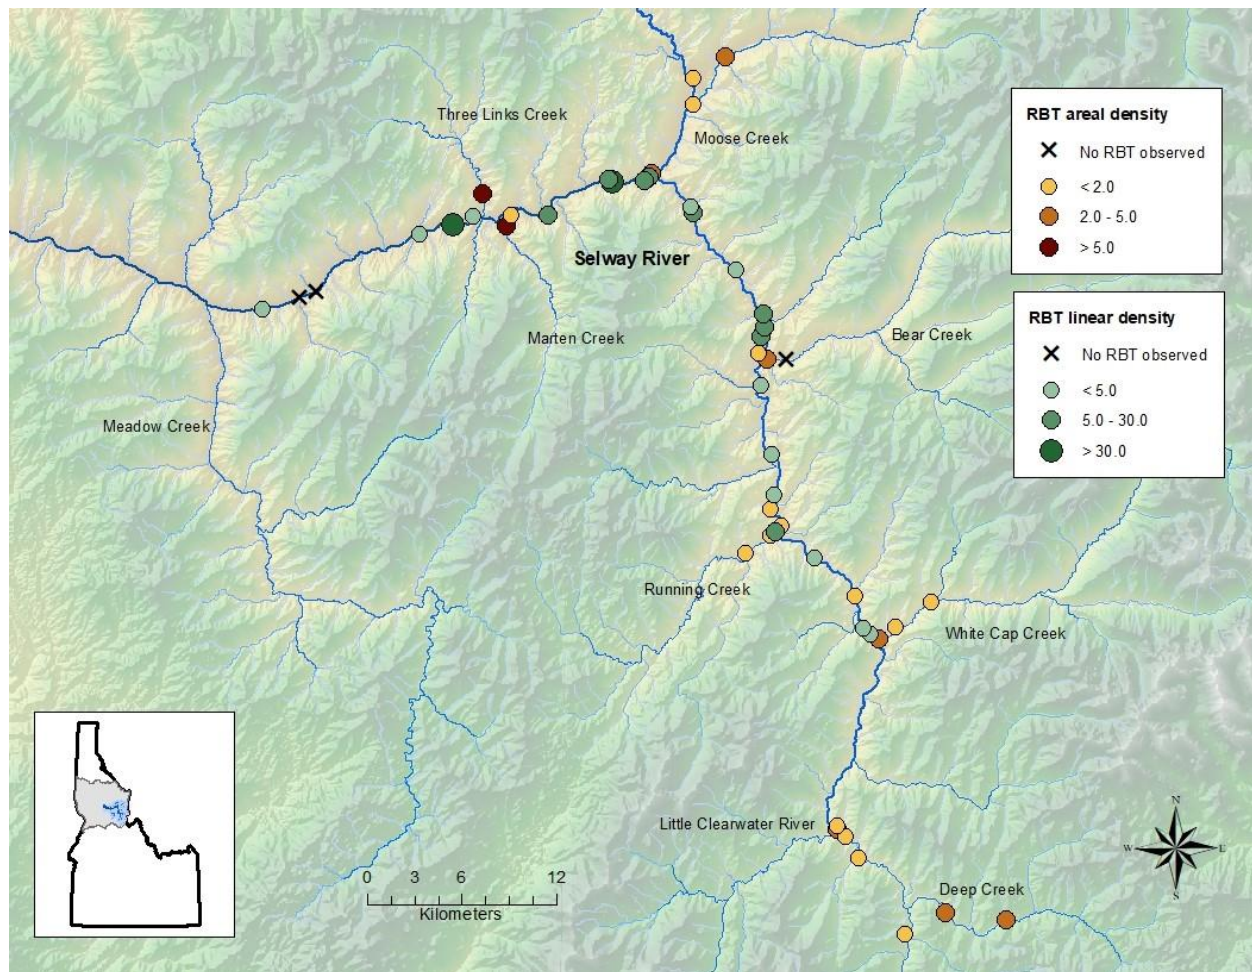 Three Links Creek
Moose Creek
Selway River
Marten Creek
Bear Creek
Meadow Creek
Running Creek
White Cap Creek
Little Clearwater River
Deep Creek
RBT areal density
No RBT observed
< 2.0
2.0 - 5.0
> 5.0
RBT linear density
No RBT observed
< 5.0
5.0 - 30.0
> 30.0
0 3 6 12
Kilometers
N
W E
S